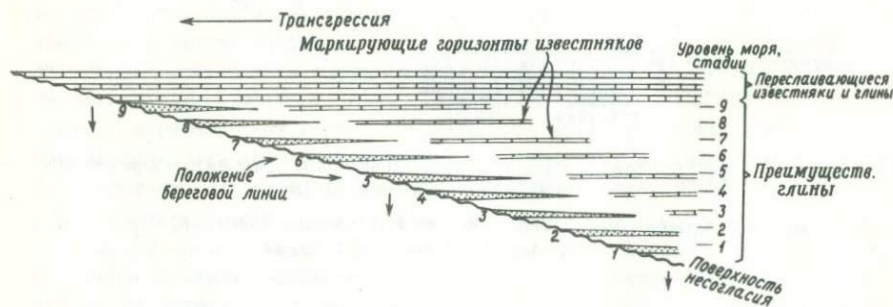 Трансгрессия
Маркирующие горизонты известняков
Уровень моря,
стадии
Переслаивающиеся
известняки и глины
9
8
7
6
5
4
3
2
1
Преимуществ.
глины
9
8
7
6
5
4
3
2
1
Положение
береговой линии
Поверхность
несогласия